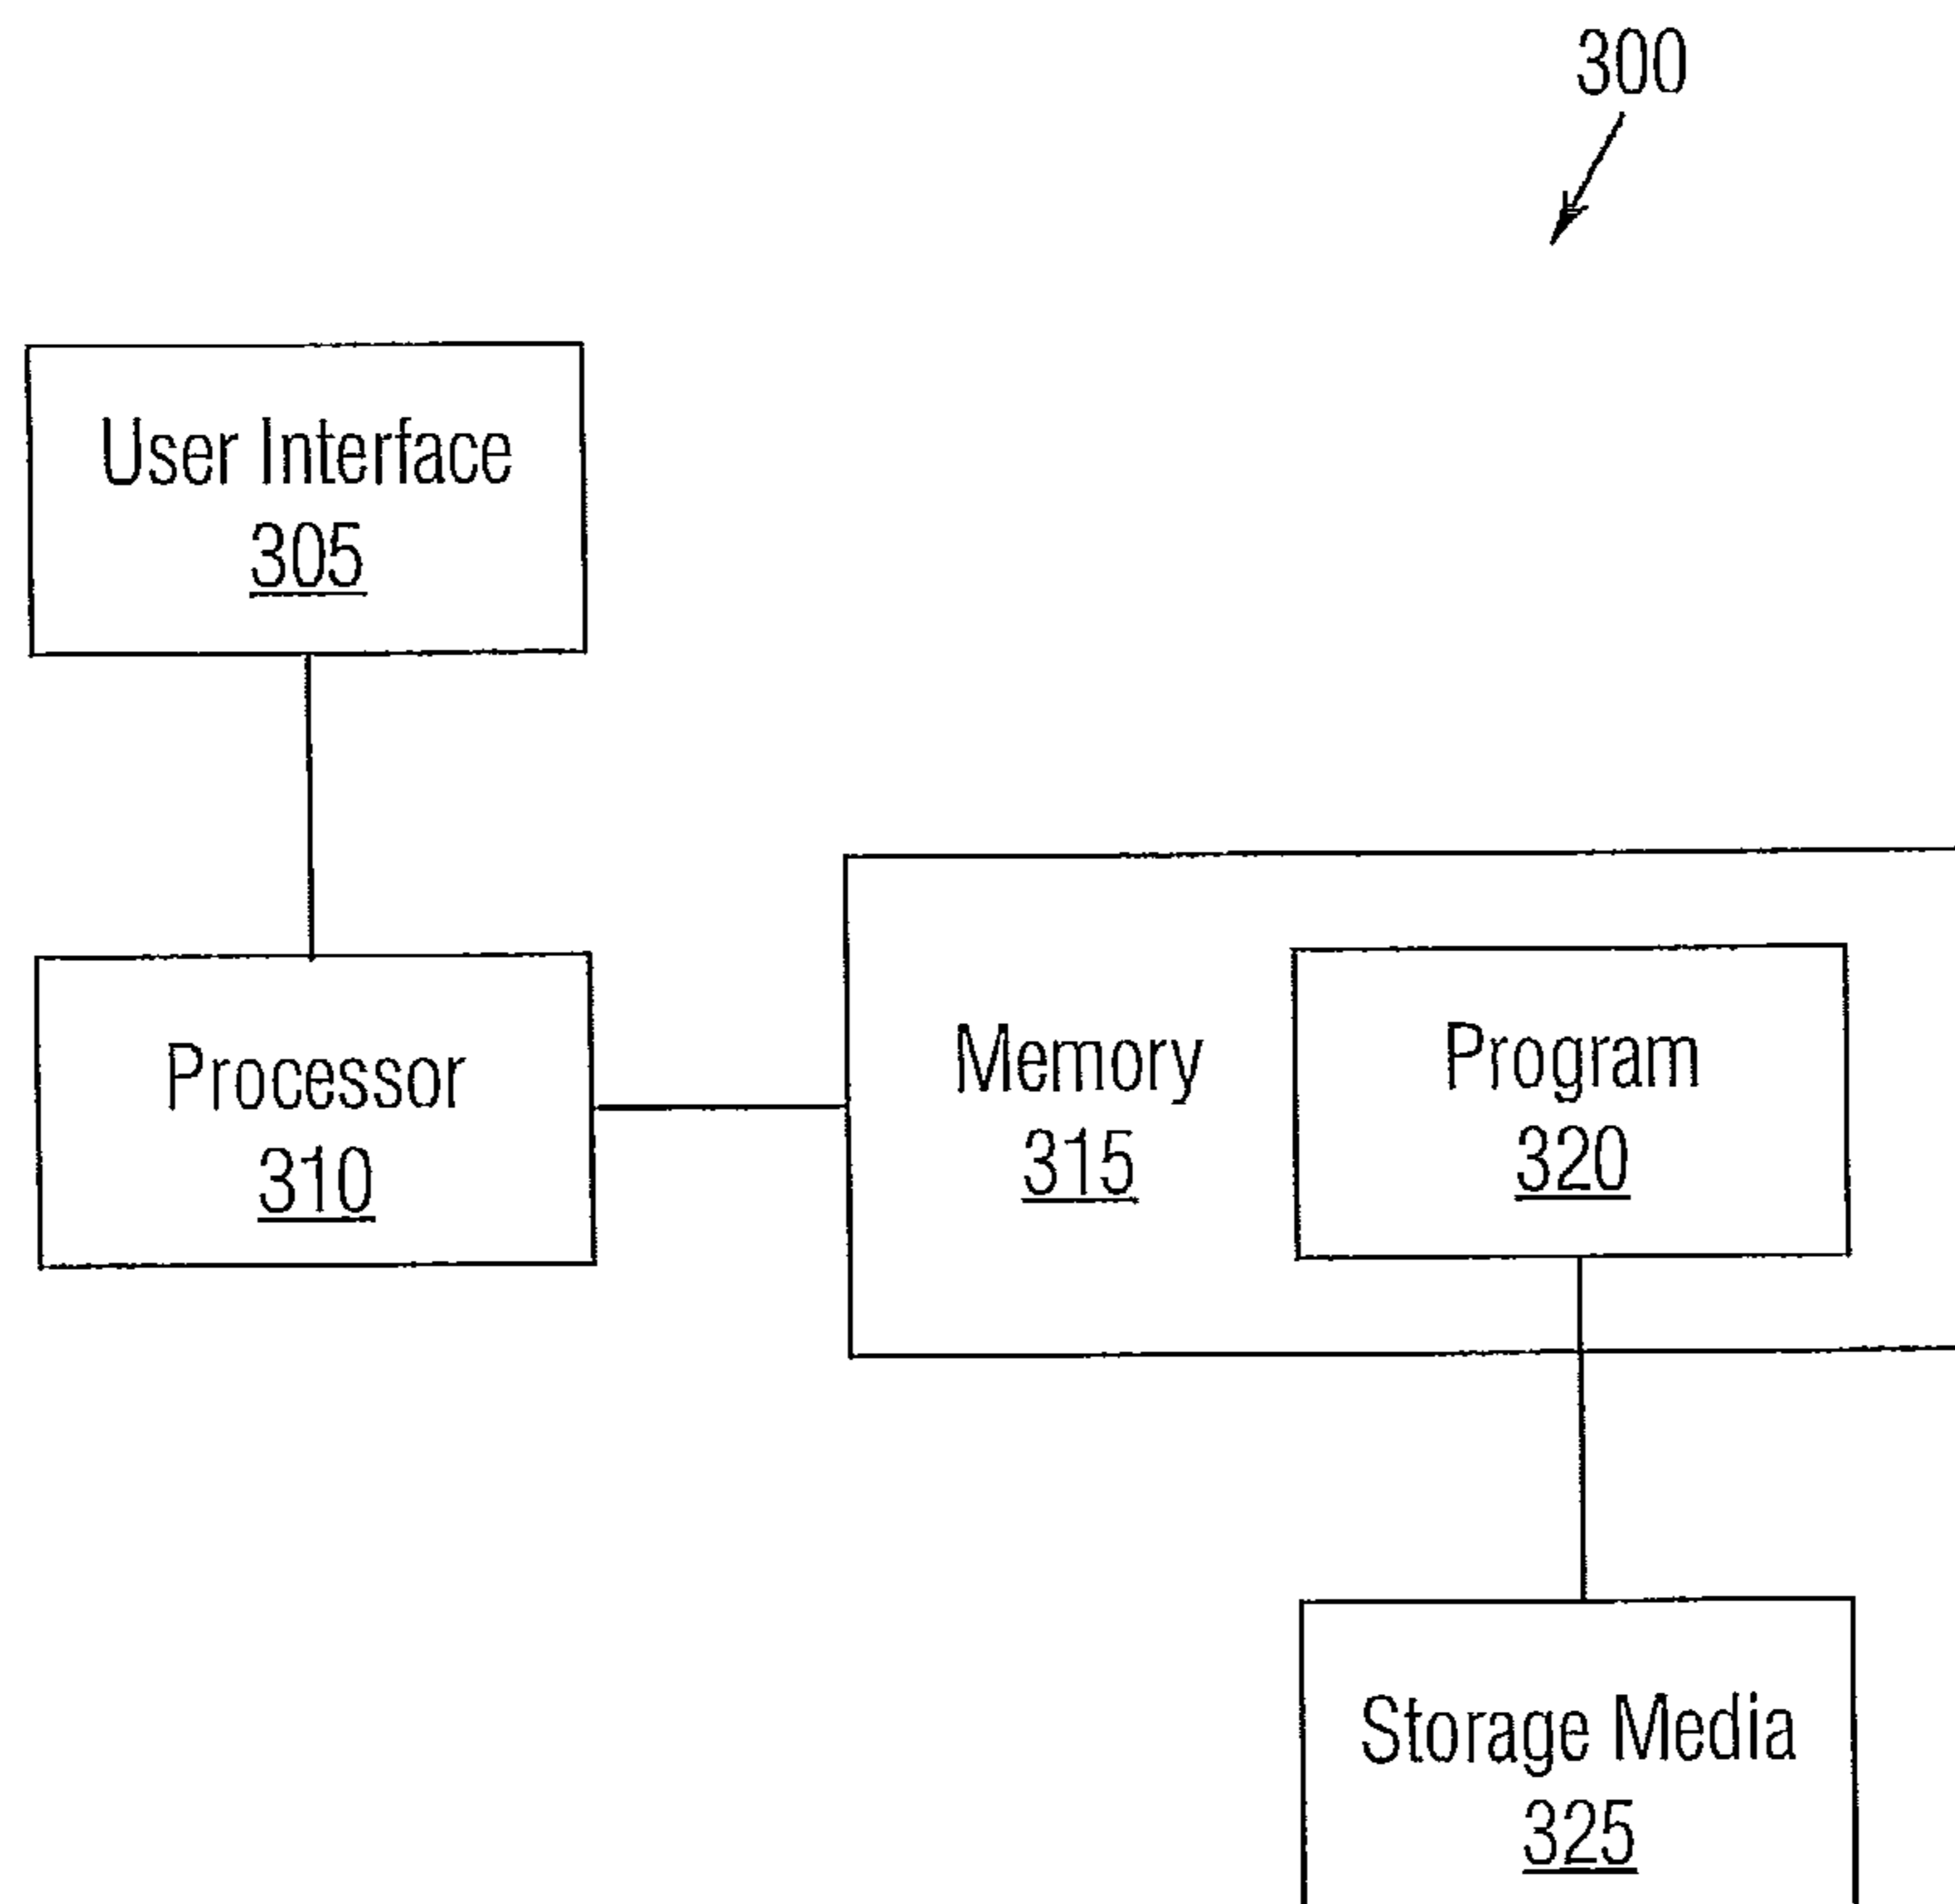 300
User Interface
305
Processor
310
Memory
315
Program
320
Storage Media
325